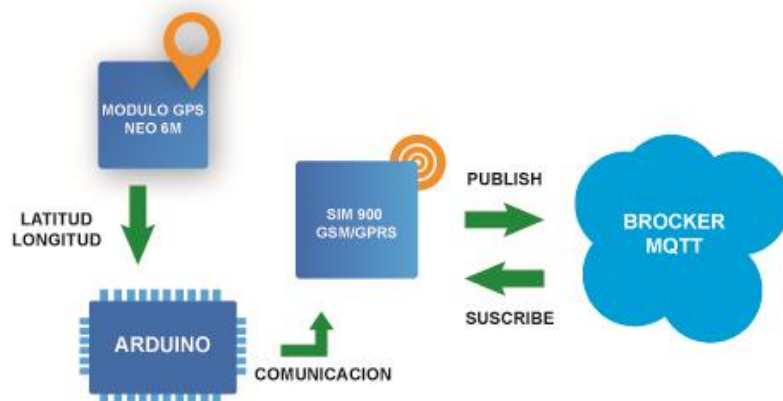 MODULO GPS
NEO 6M
LATITUD
LONGITUD
ARDUINO
COMUNICACION
SIM 900
GSM/GPRS
PUBLISH
SUSCRIBE
BROCKER
MQTT